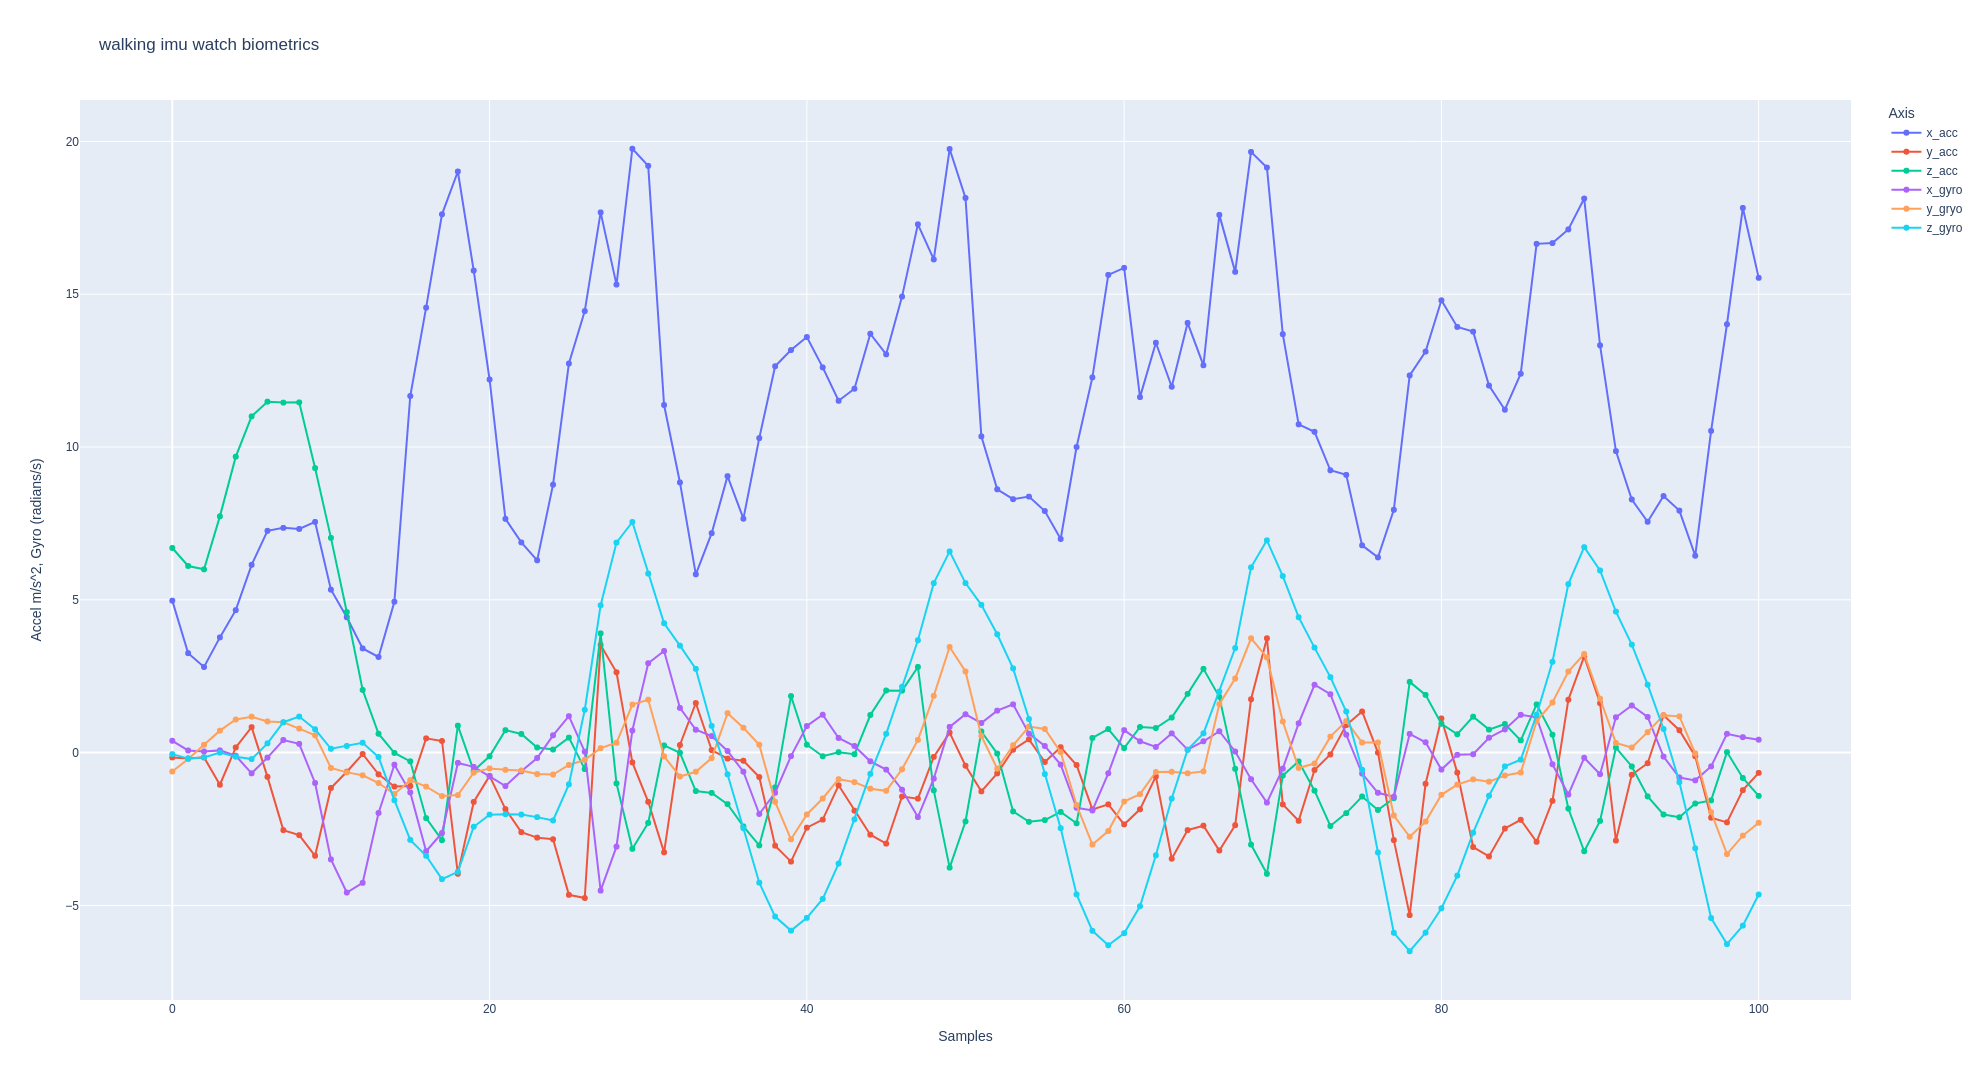 walking imu watch biometrics
Axis
x_acc
y_acc
z_acc
x_gyro
y_gryo
z_gyro
Accel m/s^2, Gyro (radians/s)
20
15
10
5
0
−5
0
20
40
60
80
100
Samples